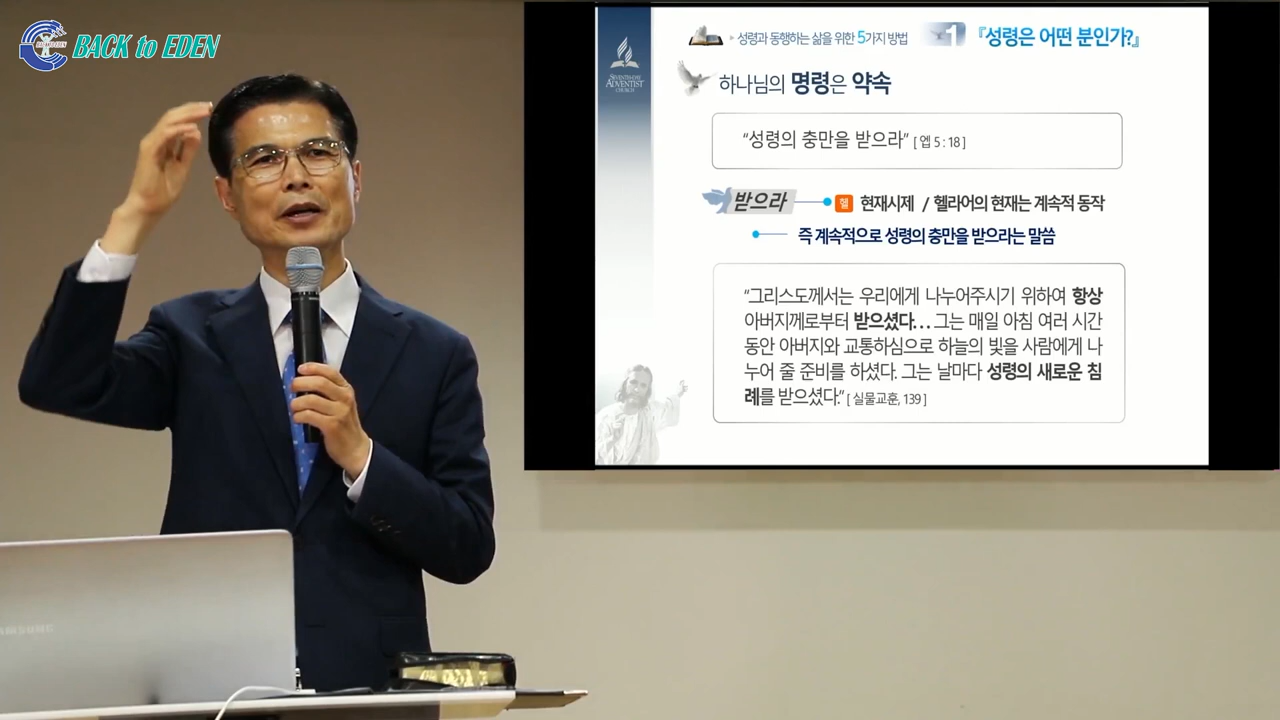 BACK to EDEN
SEVENTH-DAY
ADVENTIST
CHURCH
▸ 성령과 동행하는 삶을 위한 5가지 방법
1
『성령은 어떤 분인가?』
하나님의 명령은 약속
“성령의 충만을 받으라” [ 엡 5 : 18 ]
받으라
헬 현재시제 / 헬라어의 현재는 계속적 동작
즉 계속적으로 성령의 충만을 받으라는 말씀
“그리스도께서는 우리에게 나누어주시기 위하여 항상
아버지께로부터 받으셨다... 그는 매일 아침 여러 시간
동안 아버지와 교통하심으로 하늘의 빛을 사람에게 나
누어 줄 준비를 하셨다. 그는 날마다 성령의 새로운 침
례를 받으셨다.” [ 실물교훈, 139 ]
SAMSUNG